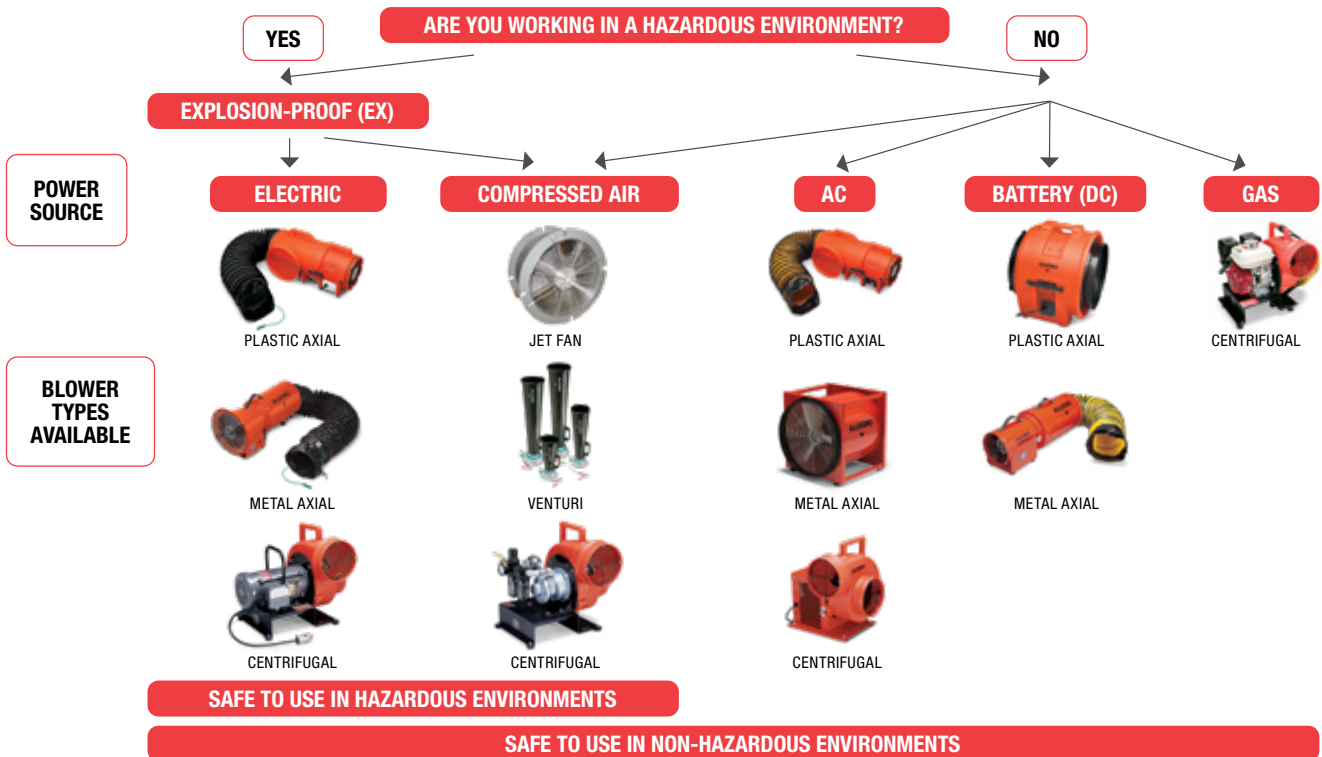 ARE YOU WORKING IN A HAZARDOUS ENVIRONMENT?
YES
NO
EXPLOSION-PROOF (EX)
POWER
SOURCE
ELECTRIC
COMPRESSED AIR
AC
BATTERY (DC)
GAS
PLASTIC AXIAL
JET FAN
PLASTIC AXIAL
PLASTIC AXIAL
CENTRIFUGAL
BLOWER
TYPES
AVAILABLE
METAL AXIAL
VENTURI
METAL AXIAL
METAL AXIAL
CENTRIFUGAL
CENTRIFUGAL
CENTRIFUGAL
SAFE TO USE IN HAZARDOUS ENVIRONMENTS
SAFE TO USE IN NON-HAZARDOUS ENVIRONMENTS